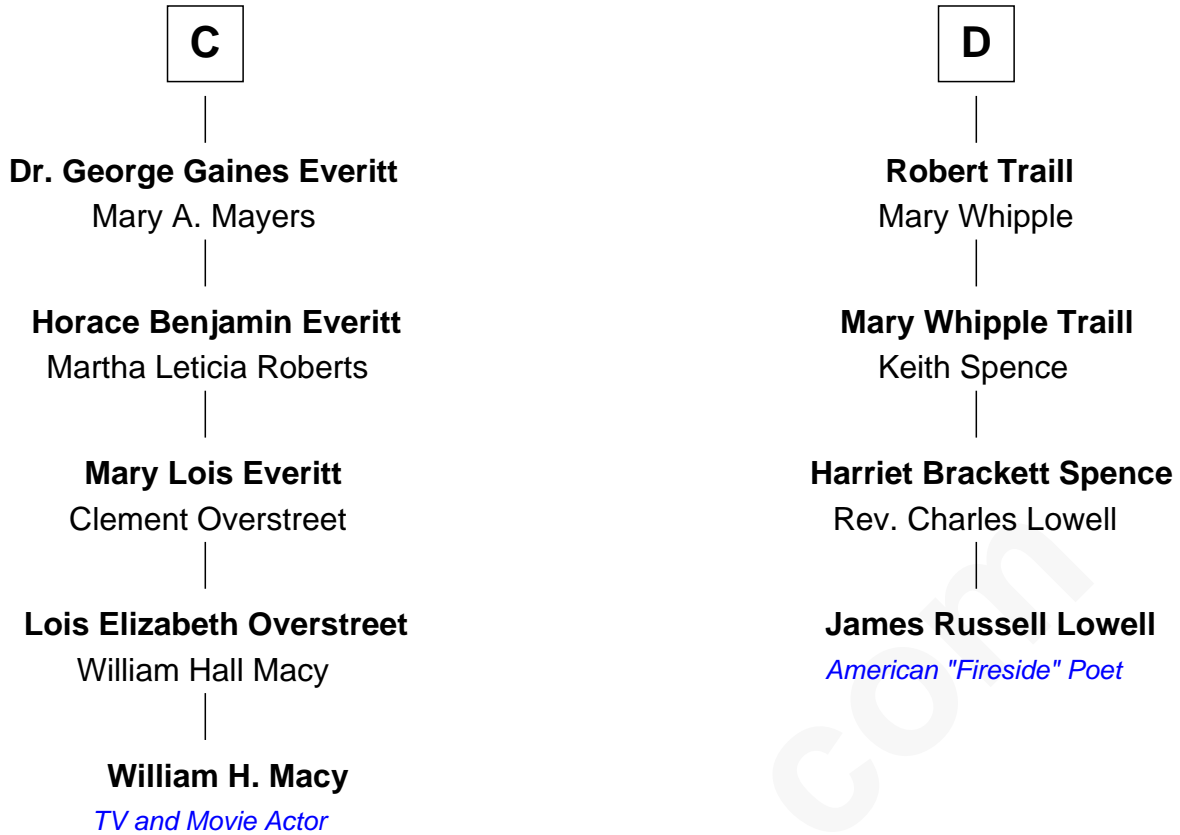 C
Dr. George Gaines Everitt
Mary A. Mayers
Horace Benjamin Everitt
Martha Leticia Roberts
Mary Lois Everitt
Clement Overstreet
Lois Elizabeth Overstreet
William Hall Macy
William H. Macy
TV and Movie Actor
D
Robert Traill
Mary Whipple
Mary Whipple Traill
Keith Spence
Harriet Brackett Spence
Rev. Charles Lowell
James Russell Lowell
American "Fireside" Poet
com